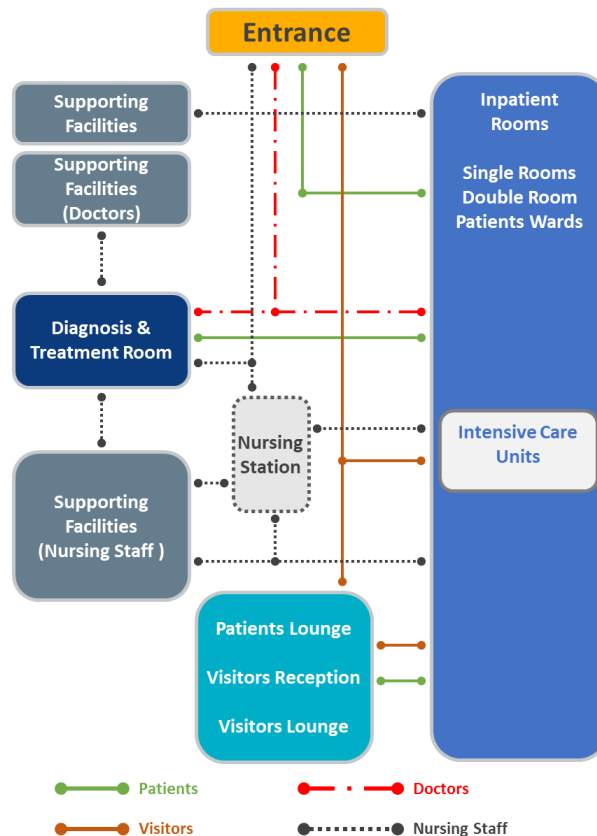 Entrance
Supporting
Facilities
Supporting
Facilities
(Doctors)
Diagnosis &
Treatment Room
Supporting
Facilities
(Nursing Staff )
Nursing
Station
Inpatient
Rooms
Single Rooms
Double Room
Patients Wards
Intensive Care
Units
Patients Lounge
Visitors Reception
Visitors Lounge
Patients
Doctors
Visitors
Nursing Staff